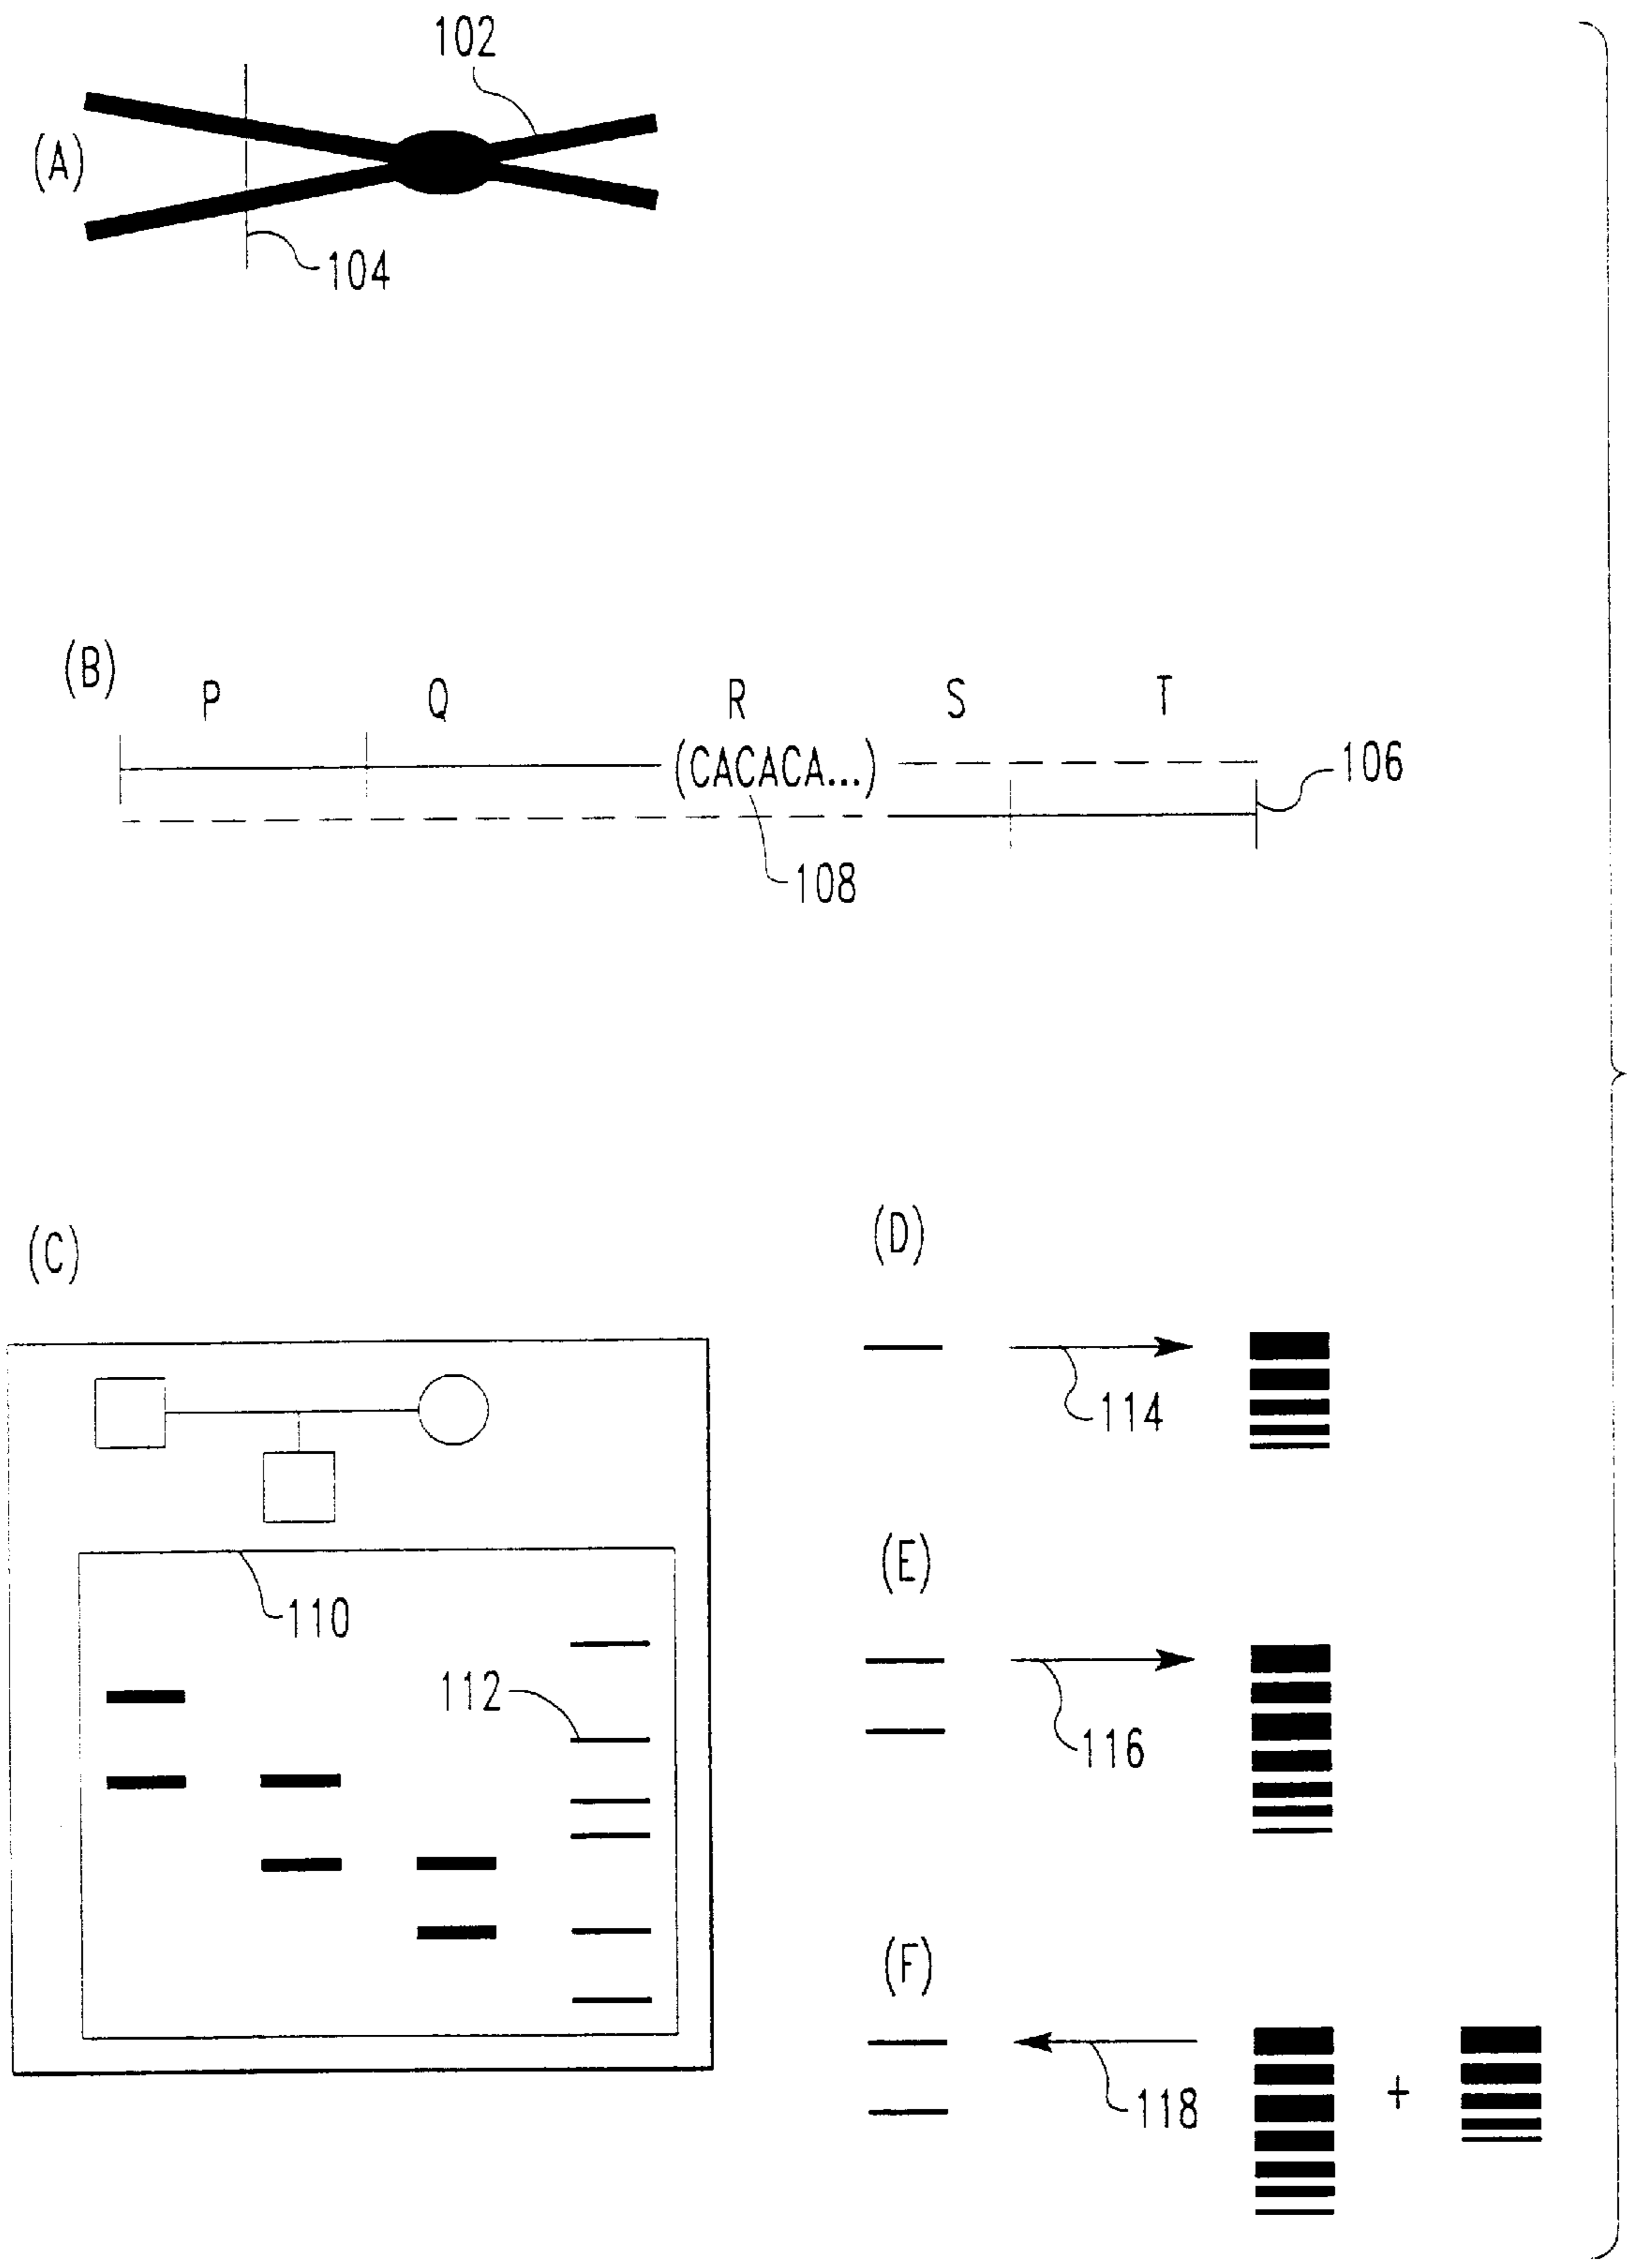 102
(A)
104
(B)
P Q R S T
(CACACA...)
106
108
(C)
(D)
114
(E)
110
112
116
(F)
118
+